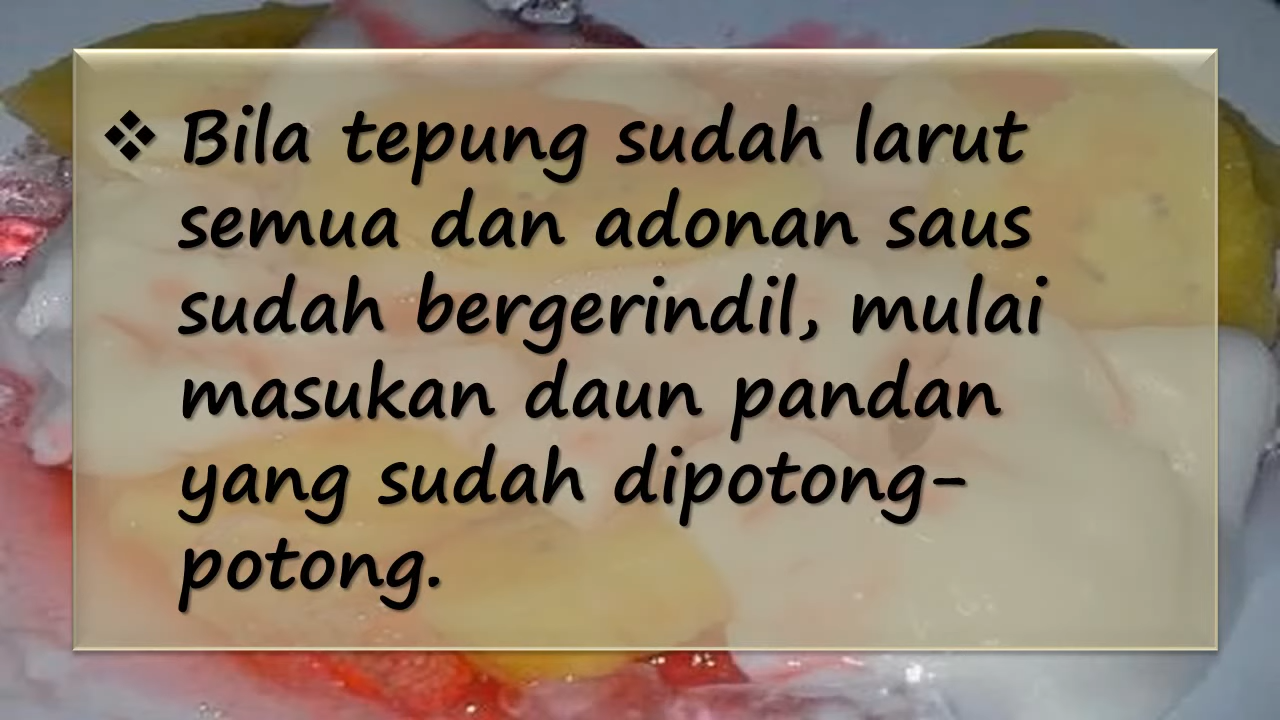 ❖ Bila tepung sudah larut
semua dan adonan saus
sudah bergerindil, mulai
masukan daun pandan
yang sudah dipotong-
potong.